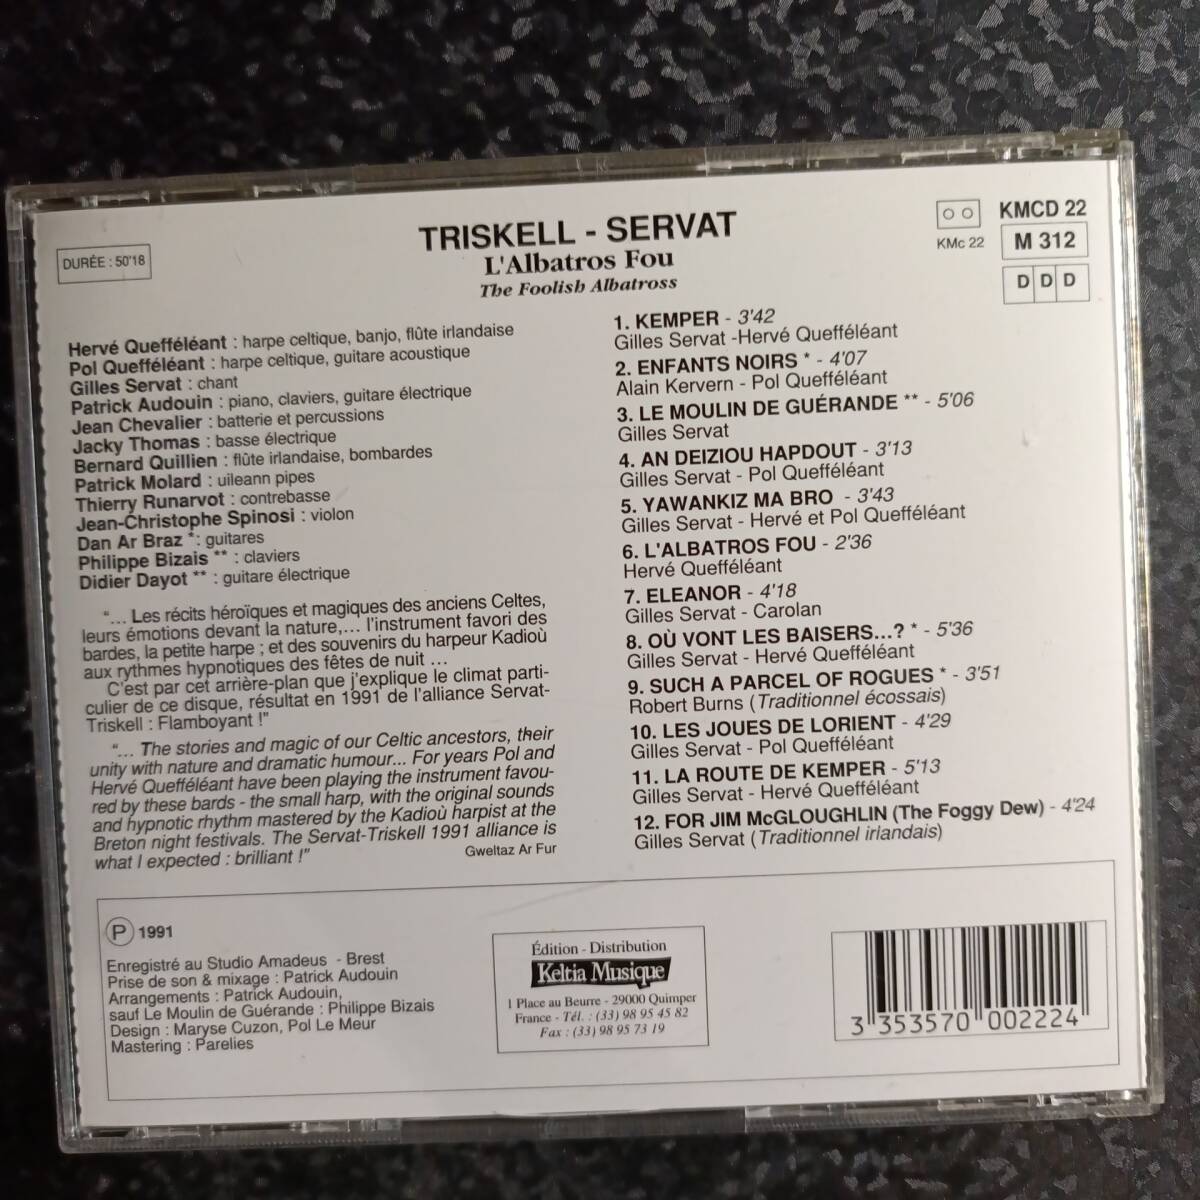 DURÉE : 50'18
TRISKELL - SERVAT
L'Albatros Fou
The Foolish Albatross
KMc 22
KMCD 22
M 312
D D D
Hervé Quefféléant : harpe celtique, banjo, flûte irlandaise
Pol Quefféléant : harpe celtique, guitare acoustique
Gilles Servat : chant
Patrick Audouin : piano, claviers, guitare électrique
Jean Chevalier : batterie et percussions
Jacky Thomas : basse électrique
Bernard Quillien : flûte irlandaise, bombardes
Patrick Molard : uileann pipes
Thierry Runarvot : contrebasse
Jean-Christophe Spinosi : violon
Dan Ar Braz * : guitares
Philippe Bizais ** : claviers
Didier Dayot ** : guitare électrique
“... Les récits héroïques et magiques des anciens Celtes,
leurs émotions devant la nature,... l'instrument favori des
bardes, la petite harpe ; et des souvenirs du harpeur Kadioù
aux rythmes hypnotiques des fêtes de nuit ...
C'est par cet arrière-plan que j'explique le climat parti-
culier de ce disque, résultat en 1991 de l'alliance Servat-
Triskell : Flamboyant !”
“... The stories and magic of our Celtic ancestors, their
unity with nature and dramatic humour... For years Pol and
Hervé Quefféléant have been playing the instrument favou-
red by these bards - the small harp, with the original sounds
and hypnotic rhythm mastered by the Kadioù harpist at the
Breton night festivals. The Servat-Triskell 1991 alliance is
what I expected : brilliant !”
Gweltaz Ar Fur
1. KEMPER - 3'42
Gilles Servat -Hervé Quefféléant
2. ENFANTS NOIRS * - 4'07
Alain Kervern - Pol Quefféléant
3. LE MOULIN DE GUÉRANDE ** - 5'06
Gilles Servat
4. AN DEIZIOU HAPDOUT - 3'13
Gilles Servat - Pol Quefféléant
5. YAWANKIZ MA BRO - 3'43
Gilles Servat - Hervé et Pol Quefféléant
6. L'ALBATROS FOU - 2'36
Hervé Quefféléant
7. ELEANOR - 4'18
Gilles Servat - Carolan
8. OÙ VONT LES BAISERS...? * - 5'36
Gilles Servat - Hervé Quefféléant
9. SUCH A PARCEL OF ROGUES * - 3'51
Robert Burns (Traditionnel écossais)
10. LES JOUES DE LORIENT - 4'29
Gilles Servat - Pol Quefféléant
11. LA ROUTE DE KEMPER - 5'13
Gilles Servat - Hervé Quefféléant
12. FOR JIM McGLOUGHLIN (The Foggy Dew) - 4'24
Gilles Servat (Traditionnel irlandais)
Ⓟ 1991
Enregistré au Studio Amadeus - Brest
Prise de son & mixage : Patrick Audouin
Arrangements : Patrick Audouin,
sauf Le Moulin de Guérande : Philippe Bizais
Design : Maryse Cuzon, Pol Le Meur
Mastering : Parelies
Édition - Distribution
Keltia Musique
1 Place au Beurre - 29000 Quimper
France - Tél. : (33) 98 95 45 82
Fax : (33) 98 95 73 19
3 353570 002224